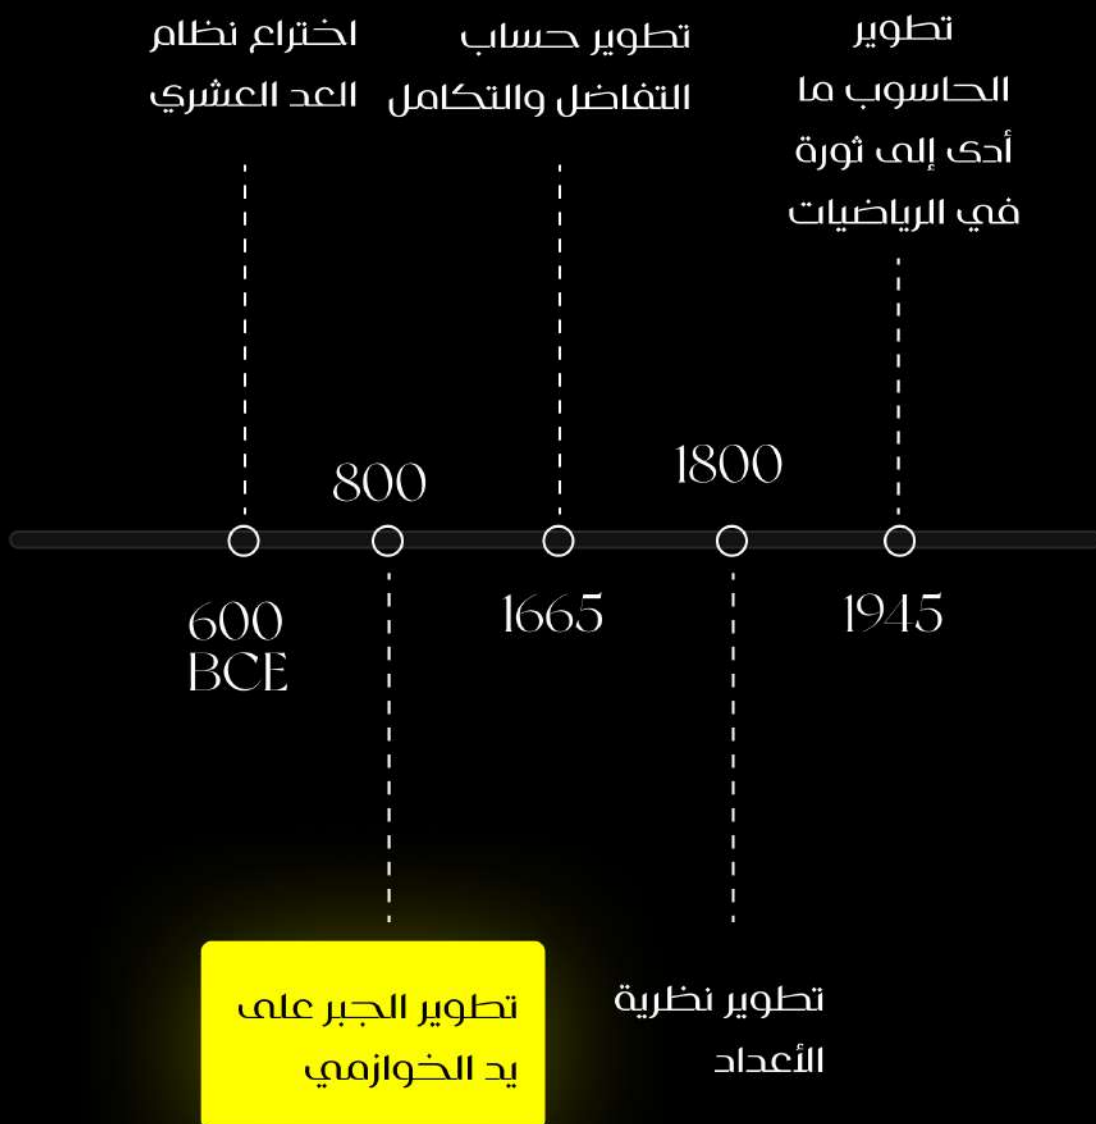 اختراع نظام
العد العشري
تطوير حساب
التفاضل والتكامل
تطوير
الحاسوب ما
أدى إلى ثورة
في الرياضيات
800
1800
600
BCE
1665
1945
تطوير الجبر على
يد الخوازمي
تطوير نظرية
الأعداد